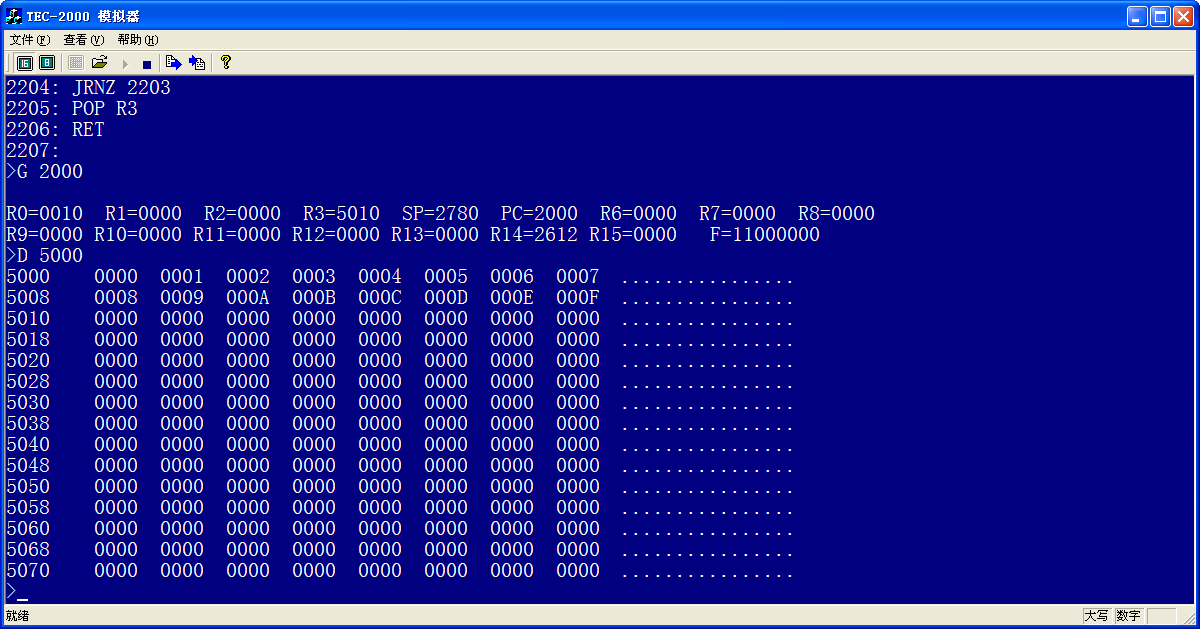 TEC-2000 模拟器
文件(F) 查看(V) 帮助(H)
16 8
2204: JRNZ 2203
2205: POP R3
2206: RET
2207:
>G 2000
R0=0010 R1=0000 R2=0000 R3=5010 SP=2780 PC=2000 R6=0000 R7=0000 R8=0000
R9=0000 R10=0000 R11=0000 R12=0000 R13=0000 R14=2612 R15=0000 F=11000000
>D 5000
5000 0000 0001 0002 0003 0004 0005 0006 0007 ................
5008 0008 0009 000A 000B 000C 000D 000E 000F ................
5010 0000 0000 0000 0000 0000 0000 0000 0000 ................
5018 0000 0000 0000 0000 0000 0000 0000 0000 ................
5020 0000 0000 0000 0000 0000 0000 0000 0000 ................
5028 0000 0000 0000 0000 0000 0000 0000 0000 ................
5030 0000 0000 0000 0000 0000 0000 0000 0000 ................
5038 0000 0000 0000 0000 0000 0000 0000 0000 ................
5040 0000 0000 0000 0000 0000 0000 0000 0000 ................
5048 0000 0000 0000 0000 0000 0000 0000 0000 ................
5050 0000 0000 0000 0000 0000 0000 0000 0000 ................
5058 0000 0000 0000 0000 0000 0000 0000 0000 ................
5060 0000 0000 0000 0000 0000 0000 0000 0000 ................
5068 0000 0000 0000 0000 0000 0000 0000 0000 ................
5070 0000 0000 0000 0000 0000 0000 0000 0000 ................
>_
就绪 大写 数字